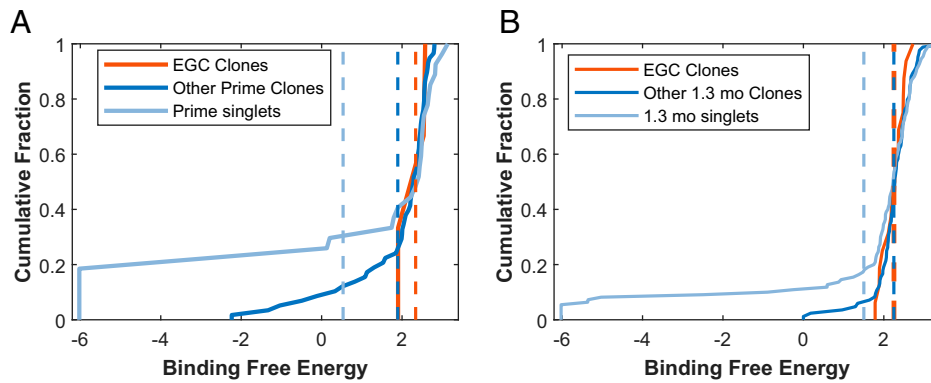 A
B
EGC Clones
Other Prime Clones
Prime singlets
EGC Clones
Other 1.3 mo Clones
1.3 mo singlets
Cumulative Fraction
1
0.8
0.6
0.4
0.2
0
-6 -4 -2 0 2
Binding Free Energy
Cumulative Fraction
1
0.8
0.6
0.4
0.2
0
-6 -4 -2 0 2
Binding Free Energy